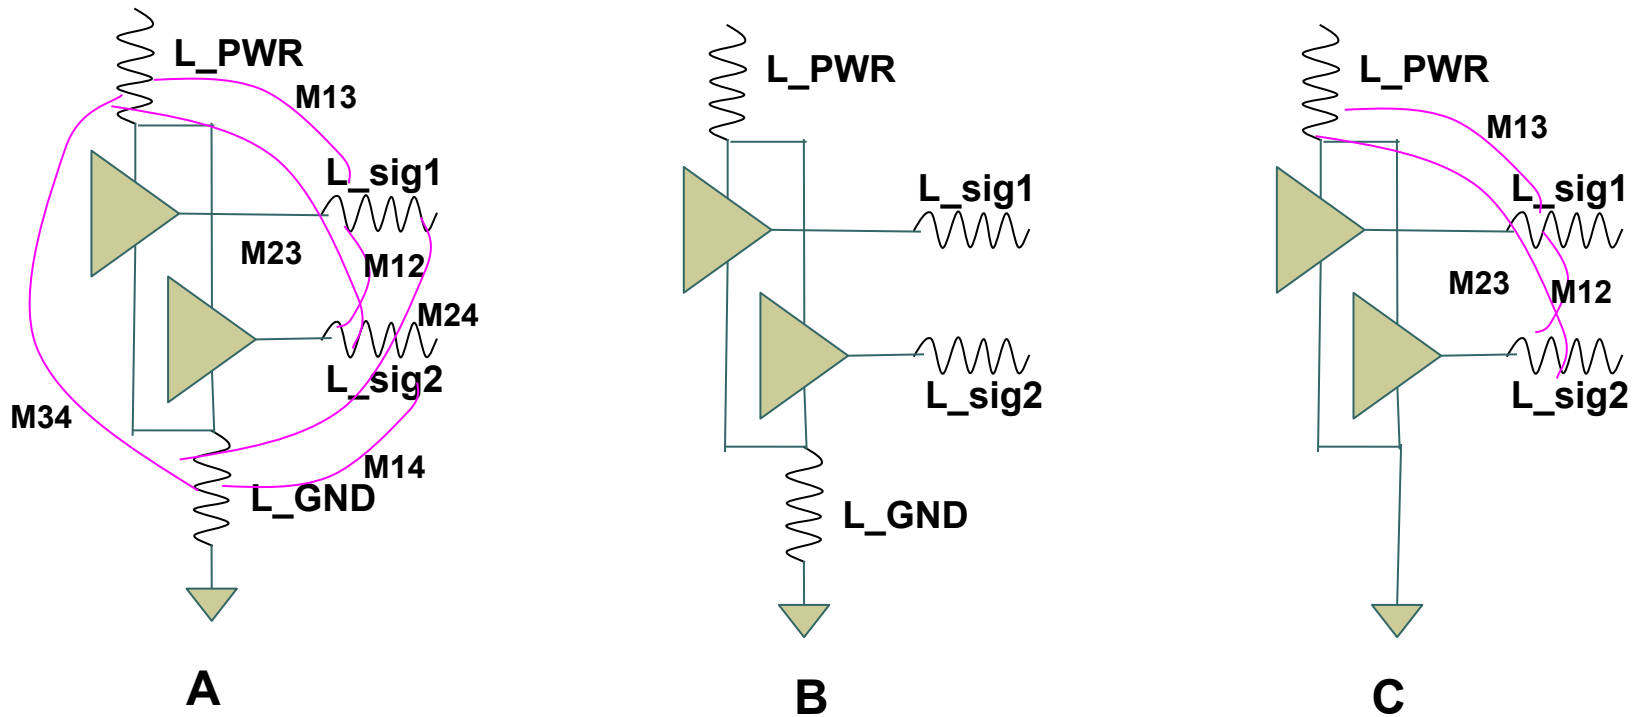 L_PWR
M13
L_sig1
M23
M12
M24
L_sig2
M34
M14
L_GND
A
L_PWR
L_sig1
L_sig2
L_GND
B
L_PWR
M13
L_sig1
M23
M12
L_sig2
C